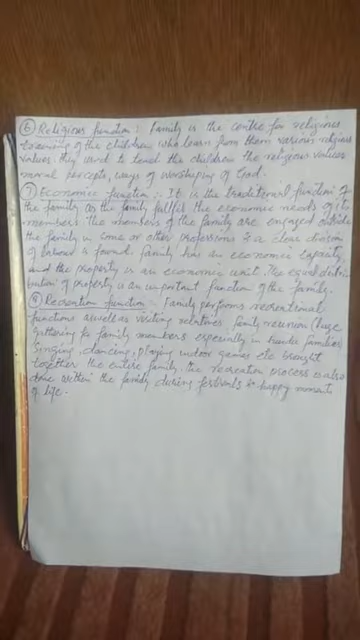 ⑥ Religious function :- Family is the centre for religious
training of the children who learn from them various religious
values. they used to teach the children the religious values
moral precepts, ways of worshiping of God.
⑦ Economic function :- It is the traditional function of
the family as the family fulfils the economic needs of its
members. The members of the family are engaged outside
the family in some or other professions & a clear division
of labour is found. family has an economic capacity,
and the property is an economic unit. The equal distri-
bution of property is an important function of the family.
⑧ Recreation function :- Family performs recreational
functions as well as visiting relatives, family reunion (huge
gathering to family members especially in hindu families
Singing, dancing, playing indoor games etc brought
together the entire family, the recreation process is also
done within the family during festivals & happy moments
of life.